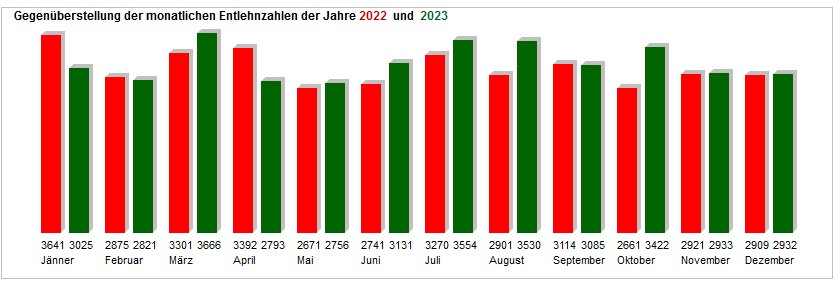 Gegenüberstellung der monatlichen Entlehnzahlen der Jahre 2022 und 2023
3641 3025 2875 2821 3301 3666 3392 2793 2671 2756 2741 3131 3270 3554 2901 3530 3114 3085 2661 3422 2921 2933 2909 2932
Jänner Februar März April Mai Juni Juli August September Oktober November Dezember